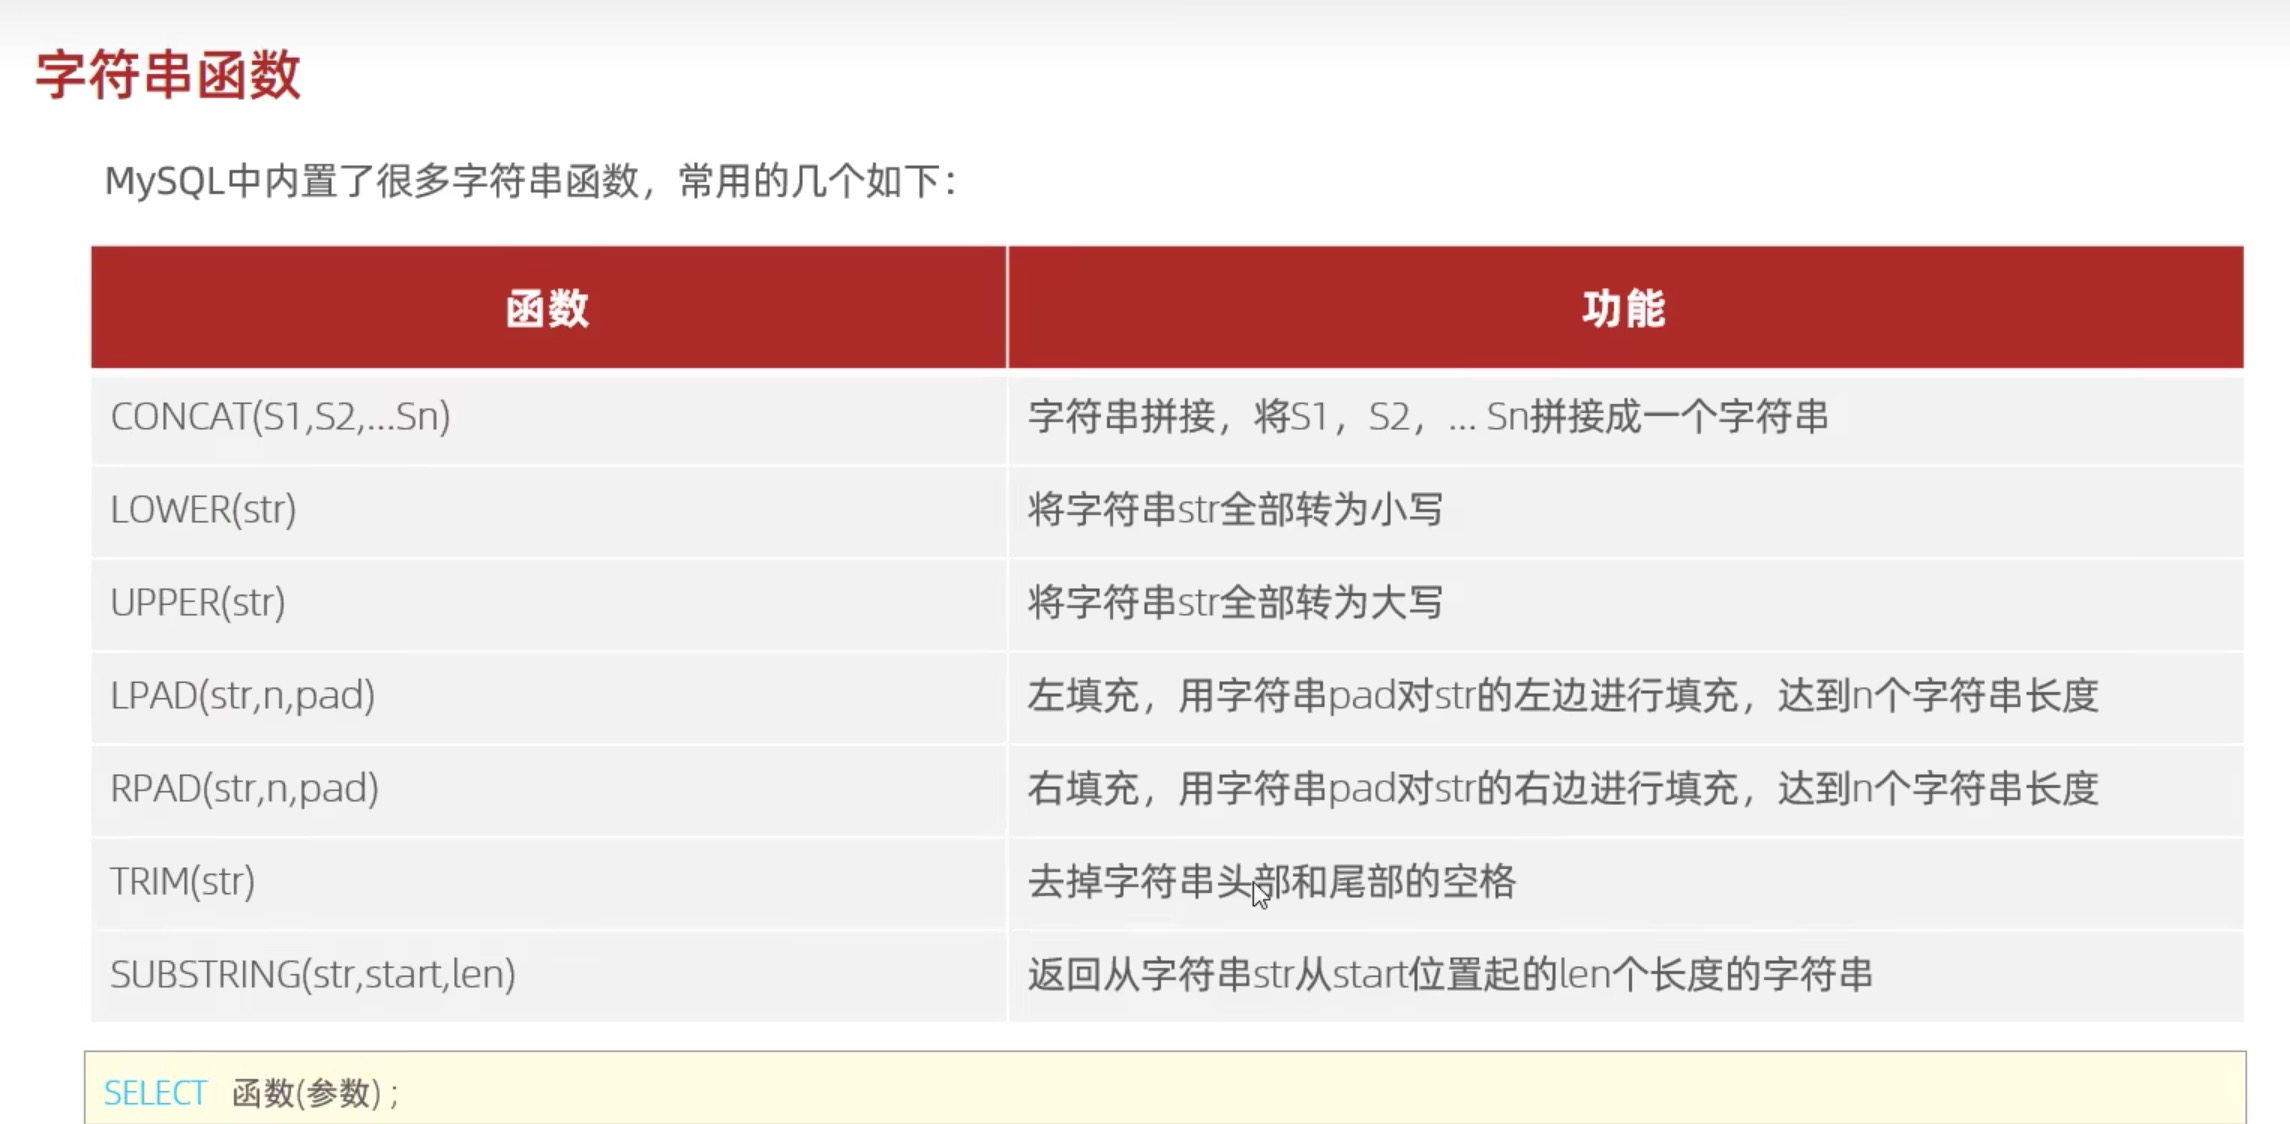 字符串函数
MySQL中内置了很多字符串函数，常用的几个如下：
函数 功能
CONCAT(S1,S2,...Sn) 字符串拼接，将S1，S2，... Sn拼接成一个字符串
LOWER(str) 将字符串str全部转为小写
UPPER(str) 将字符串str全部转为大写
LPAD(str,n,pad) 左填充，用字符串pad对str的左边进行填充，达到n个字符串长度
RPAD(str,n,pad) 右填充，用字符串pad对str的右边进行填充，达到n个字符串长度
TRIM(str) 去掉字符串头部和尾部的空格
SUBSTRING(str,start,len) 返回从字符串str从start位置起的len个长度的字符串
SELECT 函数(参数) ;